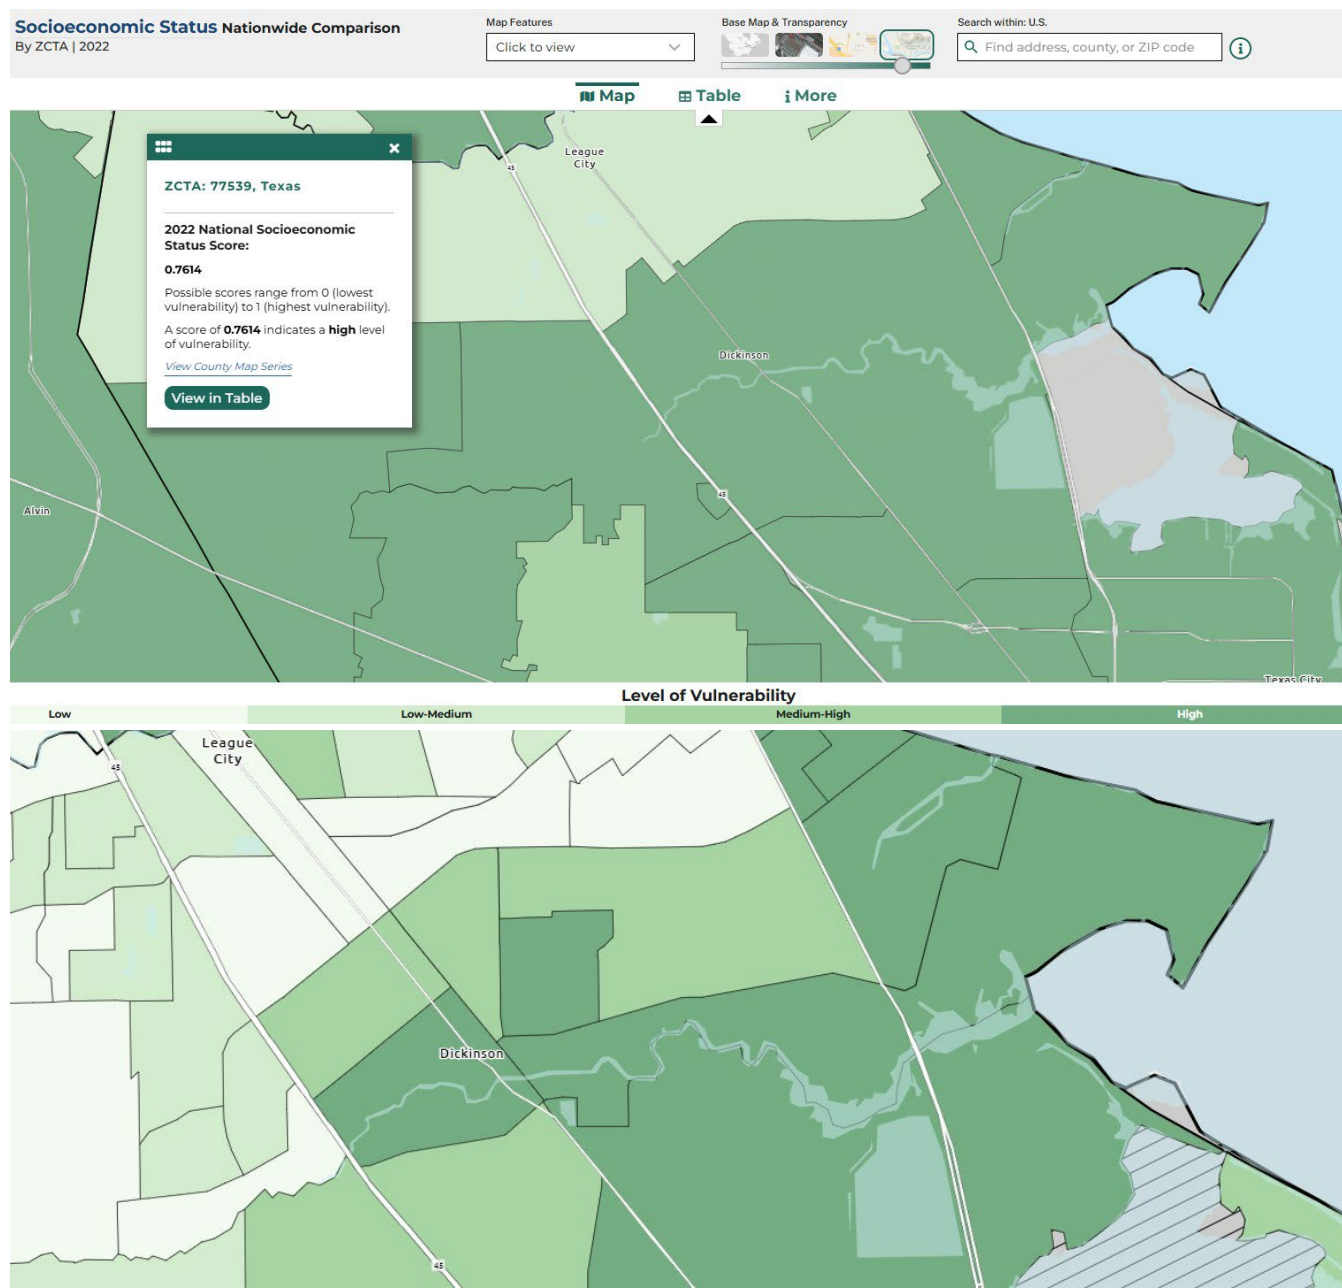 Socioeconomic Status Nationwide Comparison
By ZCTA | 2022
Map Features
Click to view
Base Map & Transparency
Search within: U.S.
Find address, county, or ZIP code
Map
Table
More
ZCTA: 77539, Texas
2022 National Socioeconomic
Status Score:
0.7614
Possible scores range from 0 (lowest
vulnerability) to 1 (highest vulnerability).
A score of 0.7614 indicates a high level
of vulnerability.
View County Map Series
View in Table
League
City
45
Dickinson
45
Alvin
Texas City
Level of Vulnerability
Low
Low-Medium
Medium-High
High
League
City
45
Dickinson
45